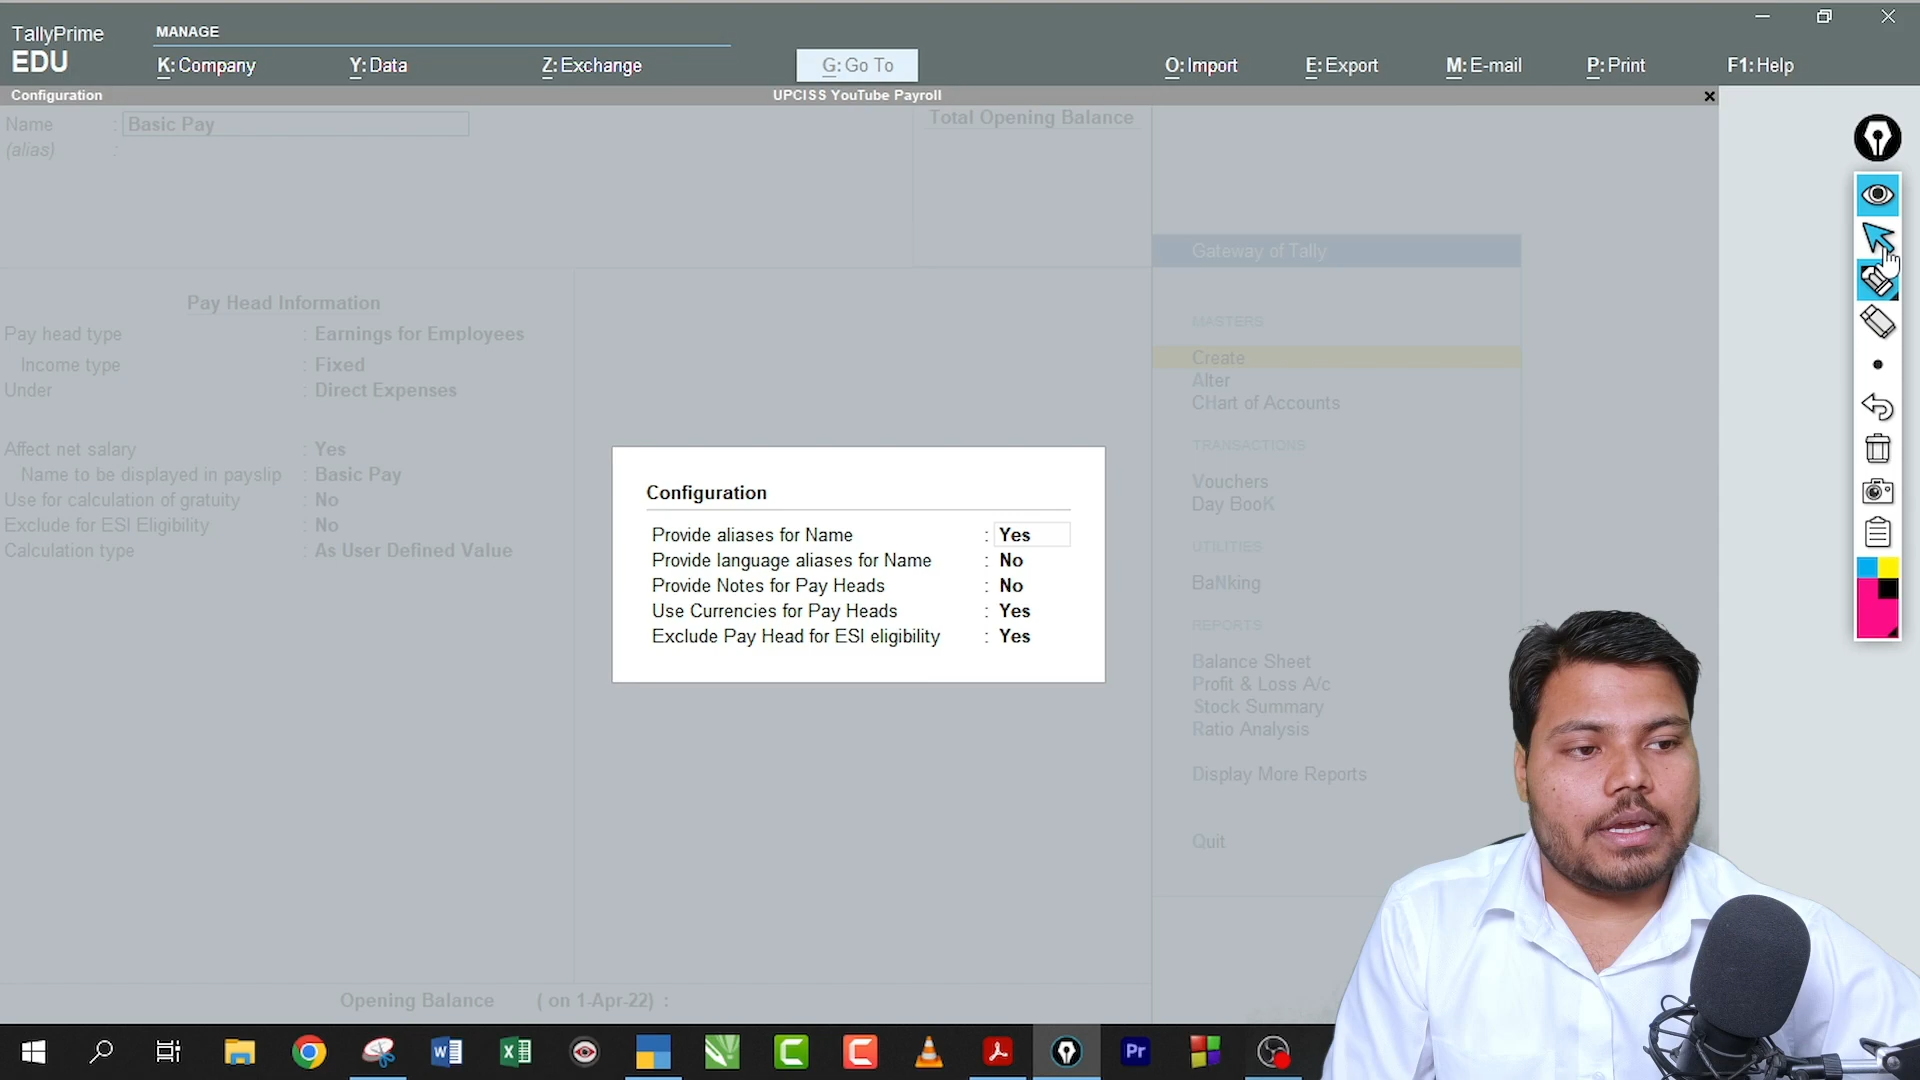 TallyPrime
EDU
MANAGE
K: Company
Y: Data
Z: Exchange
G: Go To
O: Import
E: Export
M: E-mail
P: Print
F1: Help
Configuration
UPCISS YouTube Payroll
Name : Basic Pay
(alias) :
Total Opening Balance
Pay Head Information
Pay head type : Earnings for Employees
Income type : Fixed
Under : Direct Expenses
Affect net salary : Yes
Name to be displayed in payslip : Basic Pay
Use for calculation of gratuity : No
Exclude for ESI Eligibility : No
Calculation type : As User Defined Value
Opening Balance ( on 1-Apr-22) :
Configuration
Provide aliases for Name : Yes
Provide language aliases for Name : No
Provide Notes for Pay Heads : No
Use Currencies for Pay Heads : Yes
Exclude Pay Head for ESI eligibility : Yes
Gateway of Tally
MASTERS
Create
Alter
CHart of Accounts
TRANSACTIONS
Vouchers
Day BooK
UTILITIES
BaNking
REPORTS
Balance Sheet
Profit & Loss A/c
Stock Summary
Ratio Analysis
Display More Reports
Quit
Pr